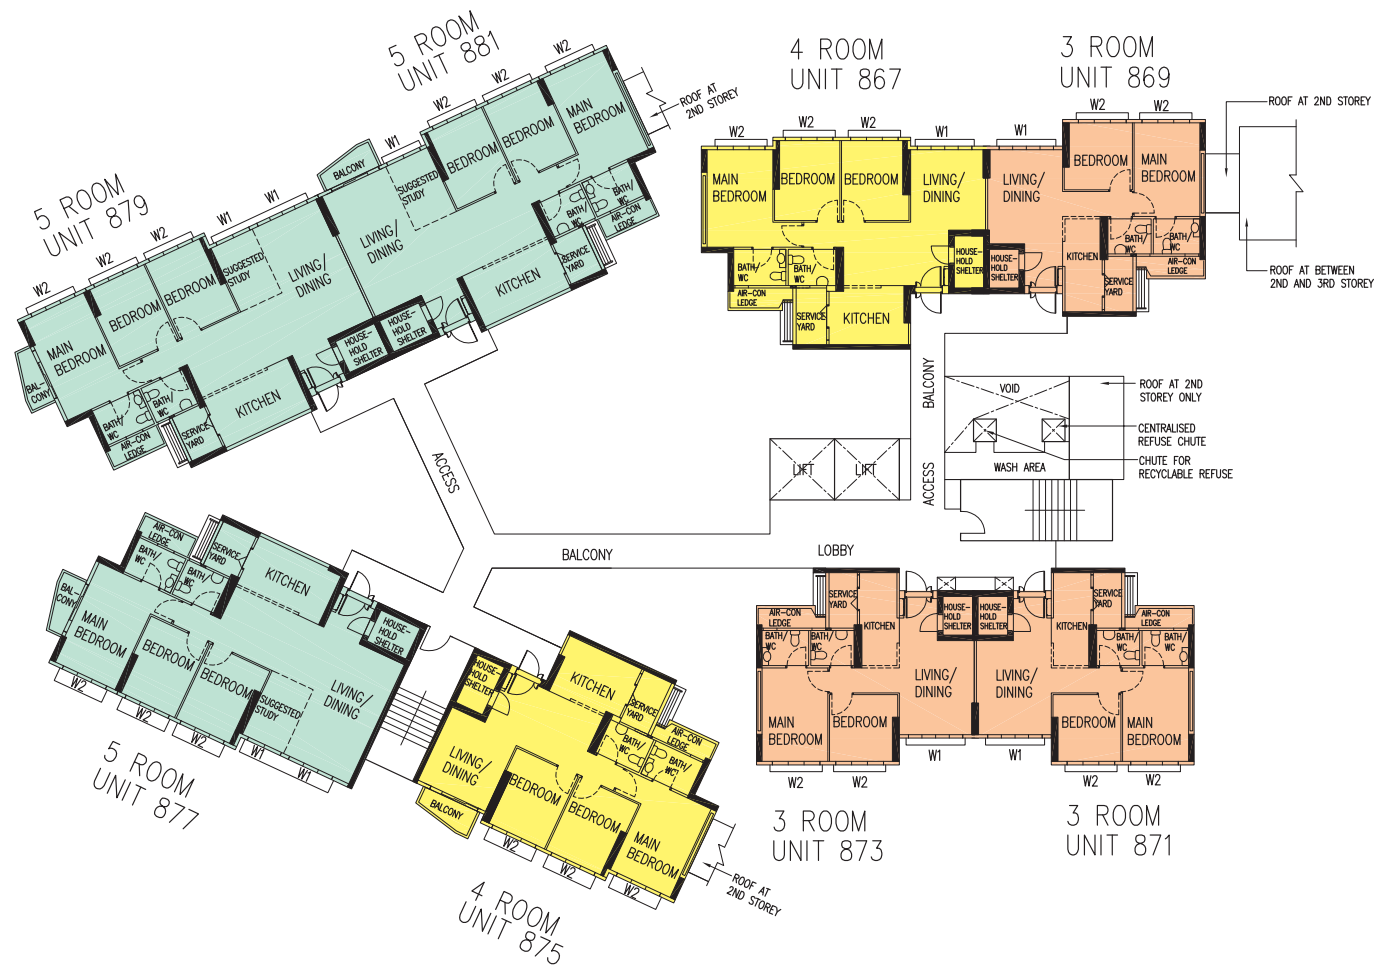 5 ROOM
UNIT 881
W2
W2
W2
W1
MAIN
BEDROOM
BEDROOM
BEDROOM
SUGGESTED
STUDY
BALCONY
LIVING/
DINING
BATH/
WC
BATH/
WC
AIR-CON
LEDGE
SERVICE
YARD
KITCHEN
HOUSE-
HOLD
SHELTER
ROOF AT
2ND STOREY
5 ROOM
UNIT 879
W2
W2
W1
W1
MAIN
BEDROOM
BEDROOM
BEDROOM
SUGGESTED
STUDY
LIVING/
DINING
BAL-
CONY
BATH/
WC
BATH/
WC
AIR-CON
LEDGE
SERVICE
YARD
KITCHEN
HOUSE-
HOLD
SHELTER
4 ROOM
UNIT 867
W2
W2
W2
W1
MAIN
BEDROOM
BEDROOM
BEDROOM
LIVING/
DINING
BATH/
WC
BATH/
WC
AIR-CON
LEDGE
SERVICE
YARD
KITCHEN
HOUSE-
HOLD
SHELTER
3 ROOM
UNIT 869
W1
W2
W2
LIVING/
DINING
BEDROOM
MAIN
BEDROOM
HOUSE-
HOLD
SHELTER
KITCHEN
BATH/
WC
BATH/
WC
AIR-CON
LEDGE
SERVICE
YARD
ROOF AT 2ND STOREY
ROOF AT BETWEEN
2ND AND 3RD STOREY
ROOF AT 2ND
STOREY ONLY
VOID
CENTRALISED
REFUSE CHUTE
CHUTE FOR
RECYCLABLE REFUSE
WASH AREA
BALCONY
ACCESS
LIFT
LIFT
ACCESS
BALCONY
LOBBY
AIR-CON
LEDGE
BATH/
WC
BATH/
WC
SERVICE
YARD
KITCHEN
BAL-
CONY
MAIN
BEDROOM
BEDROOM
BEDROOM
SUGGESTED
STUDY
LIVING/
DINING
HOUSE-
HOLD
SHELTER
W2
W2
W2
W1
W1
5 ROOM
UNIT 877
HOUSE-
HOLD
SHELTER
KITCHEN
SERVICE
YARD
AIR-CON
LEDGE
BATH/
WC
BATH/
WC
LIVING/
DINING
BALCONY
BEDROOM
BEDROOM
MAIN
BEDROOM
W2
W2
W2
ROOF AT
2ND STOREY
4 ROOM
UNIT 875
SERVICE
YARD
AIR-CON
LEDGE
KITCHEN
HOUSE-
HOLD
SHELTER
BATH/
WC
BATH/
WC
LIVING/
DINING
MAIN
BEDROOM
BEDROOM
W1
W2
W2
3 ROOM
UNIT 873
HOUSE-
HOLD
SHELTER
SERVICE
YARD
AIR-CON
LEDGE
KITCHEN
BATH/
WC
BATH/
WC
LIVING/
DINING
BEDROOM
MAIN
BEDROOM
W1
W2
W2
3 ROOM
UNIT 871